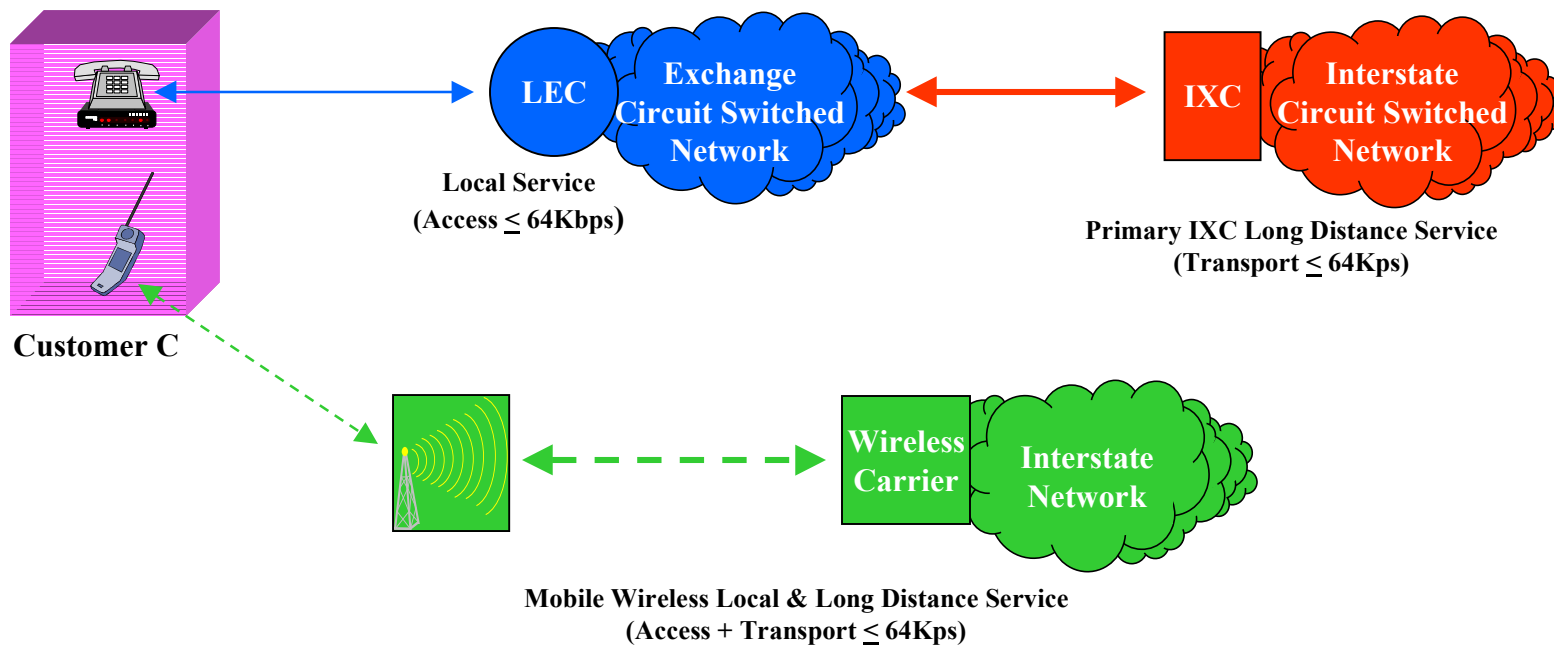 LEC
Exchange
Circuit Switched
Network
IXC
Interstate
Circuit Switched
Network
Local Service
(Access ≤ 64Kbps)
Primary IXC Long Distance Service
(Transport ≤ 64Kps)
Customer C
Wireless
Carrier
Interstate
Network
Mobile Wireless Local & Long Distance Service
(Access + Transport ≤ 64Kps)